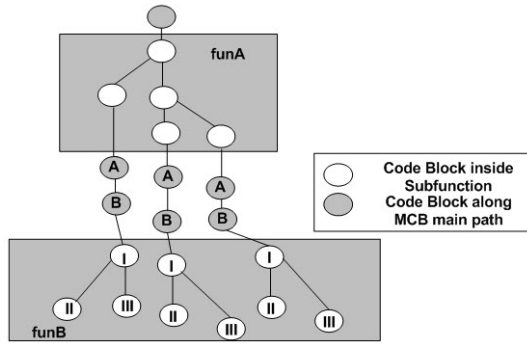 funA
A
A
A
B
B
B
Code Block inside
Subfunction
Code Block along
MCB main path
I
I
I
II
III
II
III
II
III
funB